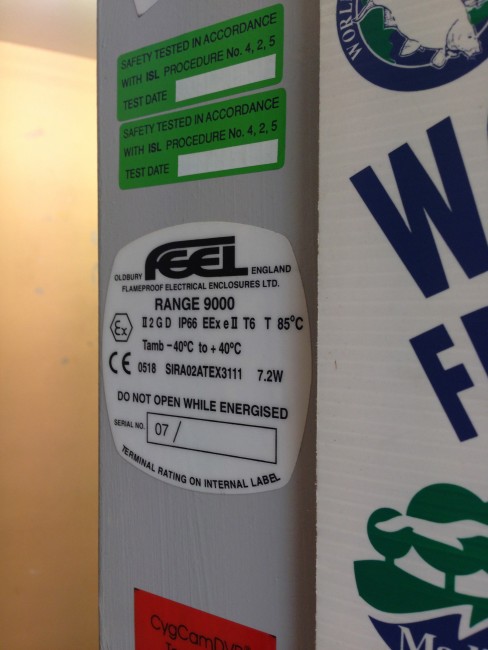 SAFETY TESTED IN ACCORDANCE
WITH ISL PROCEDURE No. 4, 2, 5
TEST DATE
SAFETY TESTED IN ACCORDANCE
WITH ISL PROCEDURE No. 4, 2, 5
TEST DATE
OLDBURY FEEL ENGLAND
FLAMEPROOF ELECTRICAL ENCLOSURES LTD.
RANGE 9000
Ex II 2 G D IP66 EEx e II T6 T 85°C
Tamb -40°C to +40°C
CE 0518 SIRA02ATEX3111 7.2W
DO NOT OPEN WHILE ENERGISED
SERIAL NO. 07 /
TERMINAL RATING ON INTERNAL LABEL